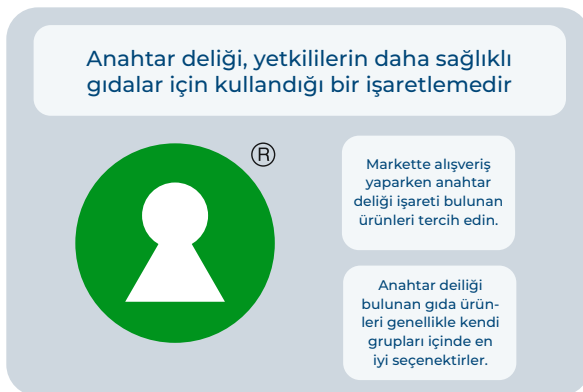 Anahtar deliği, yetkililerin daha sağlıklı
gıdalar için kullandığı bir işaretlemedir
®
Markette alışveriş
yaparken anahtar
deliği işareti bulunan
ürünleri tercih edin.
Anahtar deiliği
bulunan gıda ürün-
leri genellikle kendi
grupları içinde en
iyi seçenektirler.